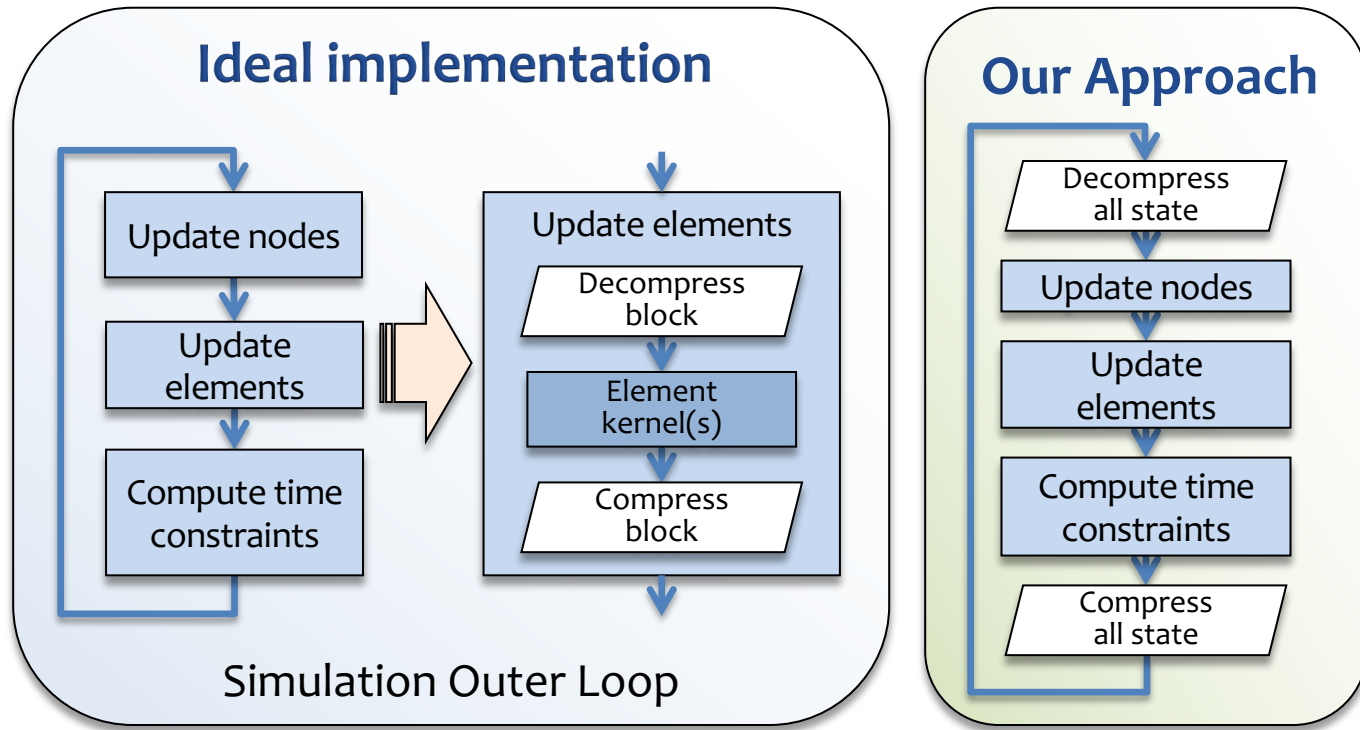 Ideal implementation
Update nodes
Update
elements
Compute time
constraints
Update elements
Decompress
block
Element
kernel(s)
Compress
block
Simulation Outer Loop
Our Approach
Decompress
all state
Update nodes
Update
elements
Compute time
constraints
Compress
all state